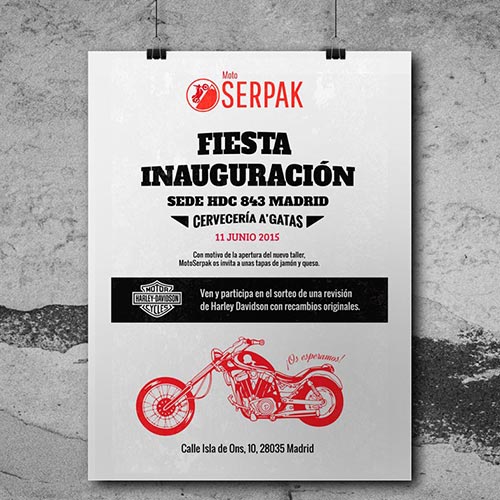 Moto
SERPAK
FIESTA
INAUGURACIÓN
SEDE HDC 843 MADRID
CERVECERÍA A'GATAS
11 JUNIO 2015
Con motivo de la apertura del nuevo taller,
MotoSerpak os invita a unas tapas de jamón y queso.
MOTOR
HARLEY-DAVIDSON
CYCLES
Ven y participa en el sorteo de una revisión
de Harley Davidson con recambios originales.
¡Os esperamos!
Calle Isla de Ons, 10, 28035 Madrid